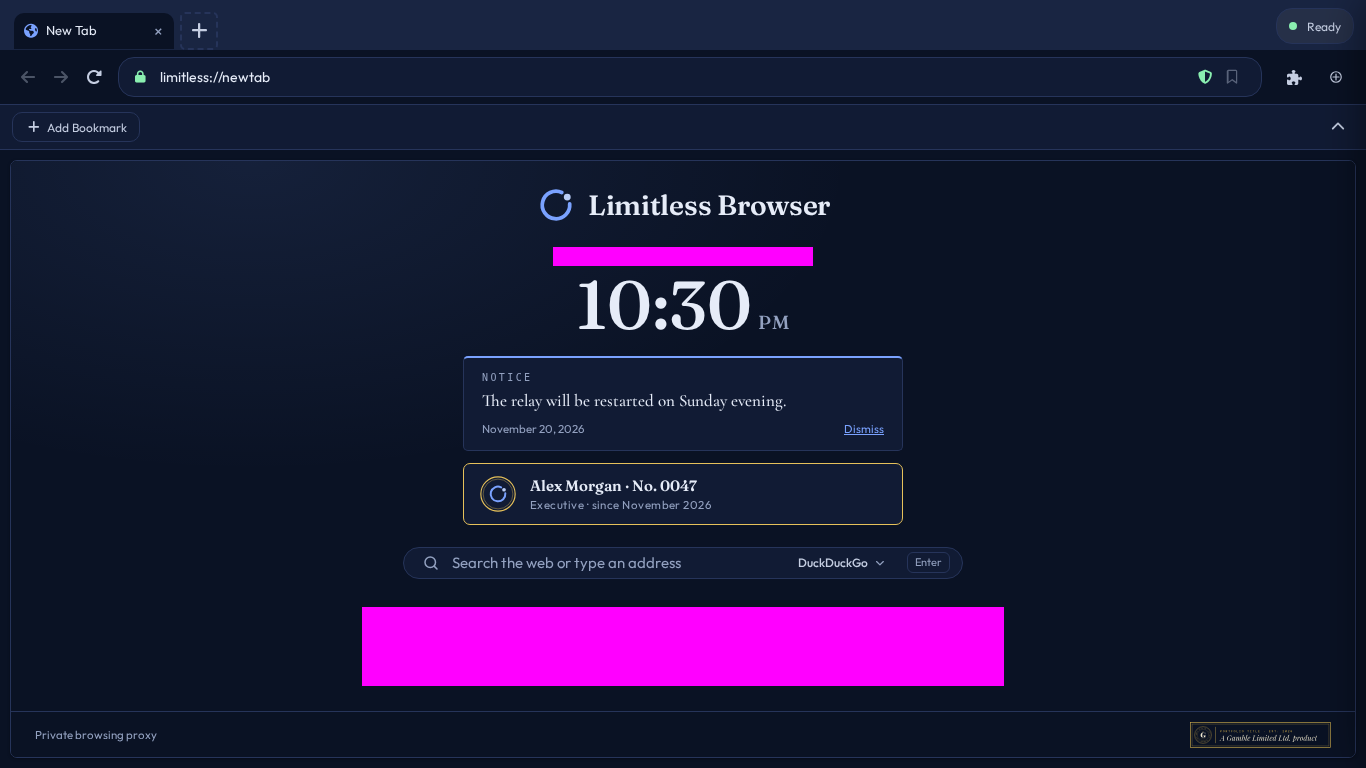 New Tab
Ready
limitless://newtab
Add Bookmark
Limitless Browser
10:30 PM
NOTICE
The relay will be restarted on Sunday evening.
November 20, 2026
Dismiss
Alex Morgan · No. 0047
Executive · since November 2026
Search the web or type an address
DuckDuckGo
Enter
Private browsing proxy
G
A Gamble Limited Ltd. product